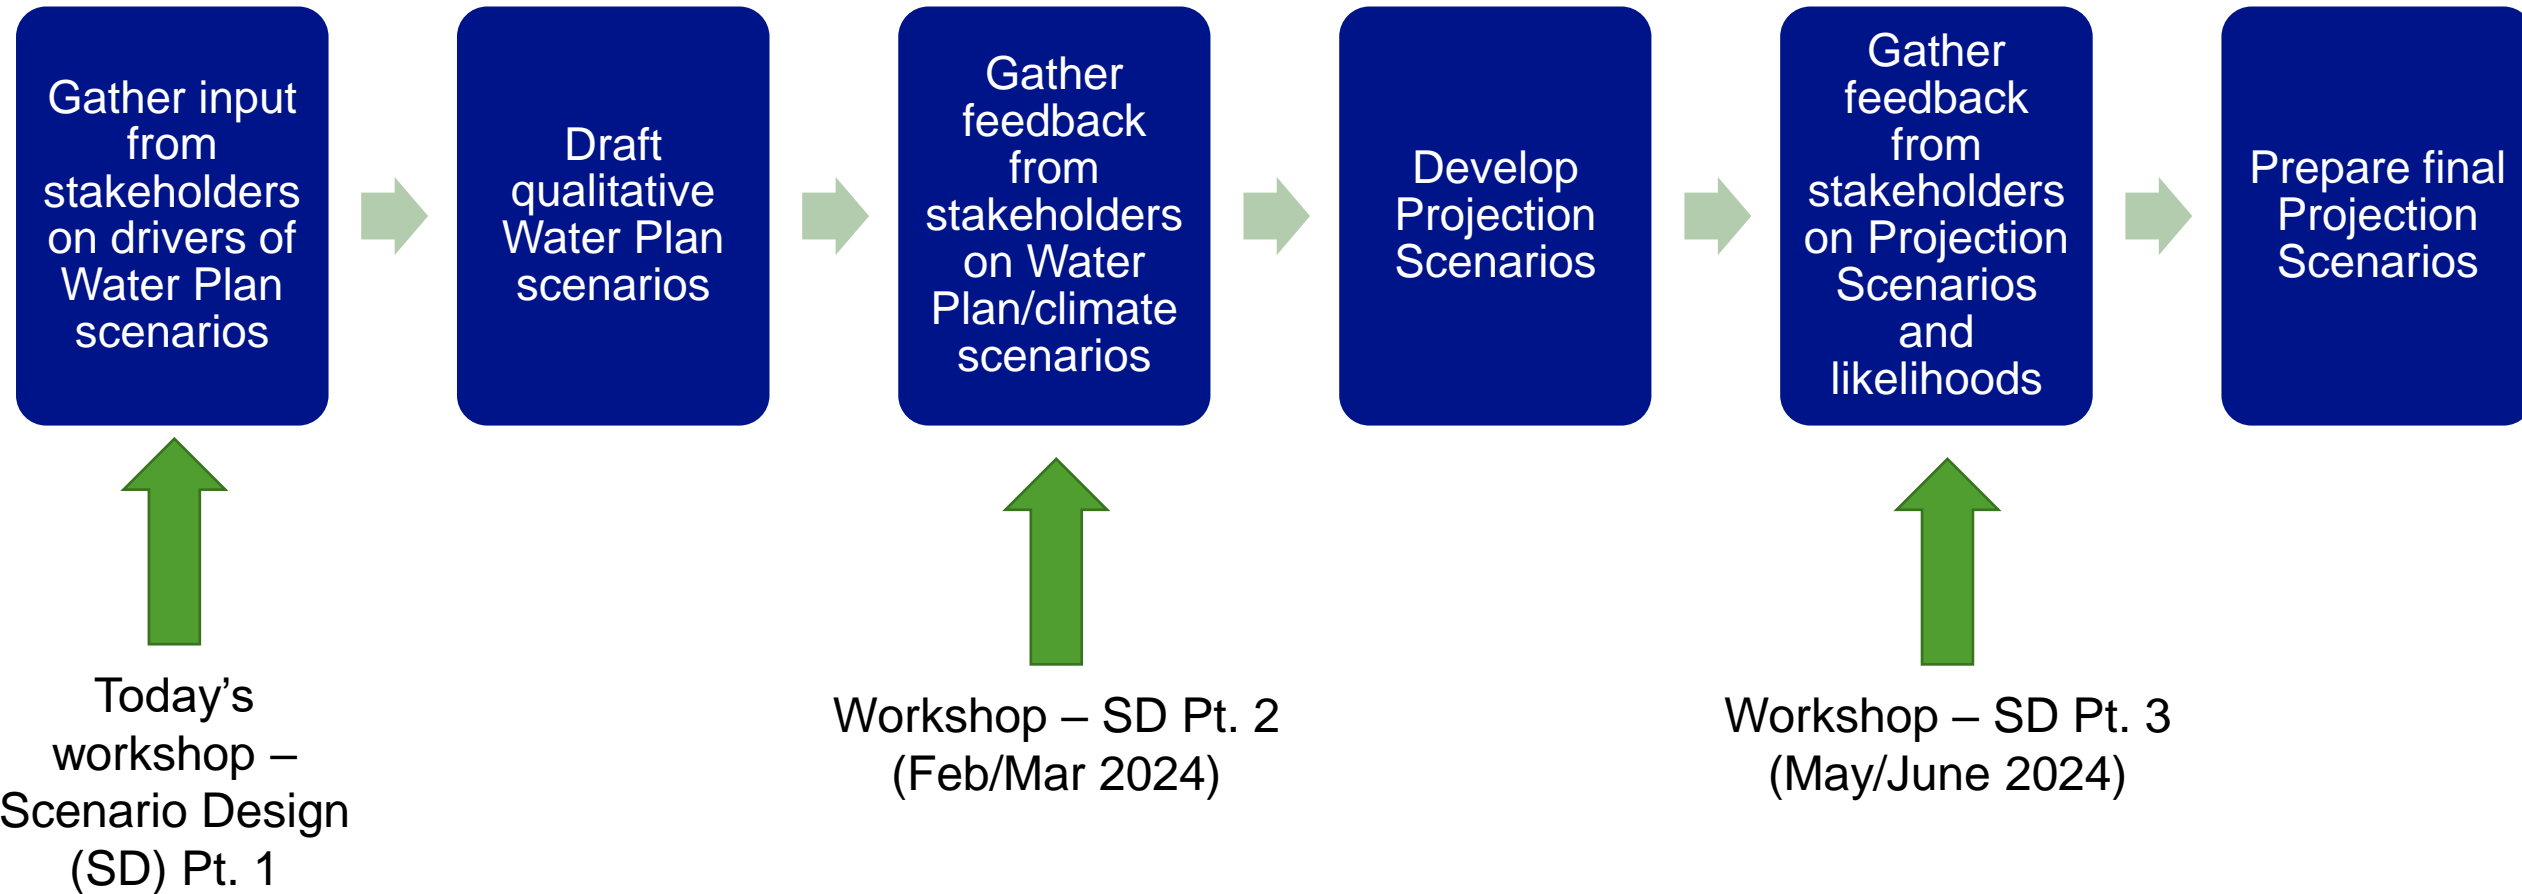 Gather input
from
stakeholders
on drivers of
Water Plan
scenarios
Draft
qualitative
Water Plan
scenarios
Gather
feedback
from
stakeholders
on Water
Plan/climate
scenarios
Develop
Projection
Scenarios
Gather
feedback
from
stakeholders
on Projection
Scenarios
and
likelihoods
Prepare final
Projection
Scenarios
Today’s
workshop –
Scenario Design
(SD) Pt. 1
Workshop – SD Pt. 2
(Feb/Mar 2024)
Workshop – SD Pt. 3
(May/June 2024)